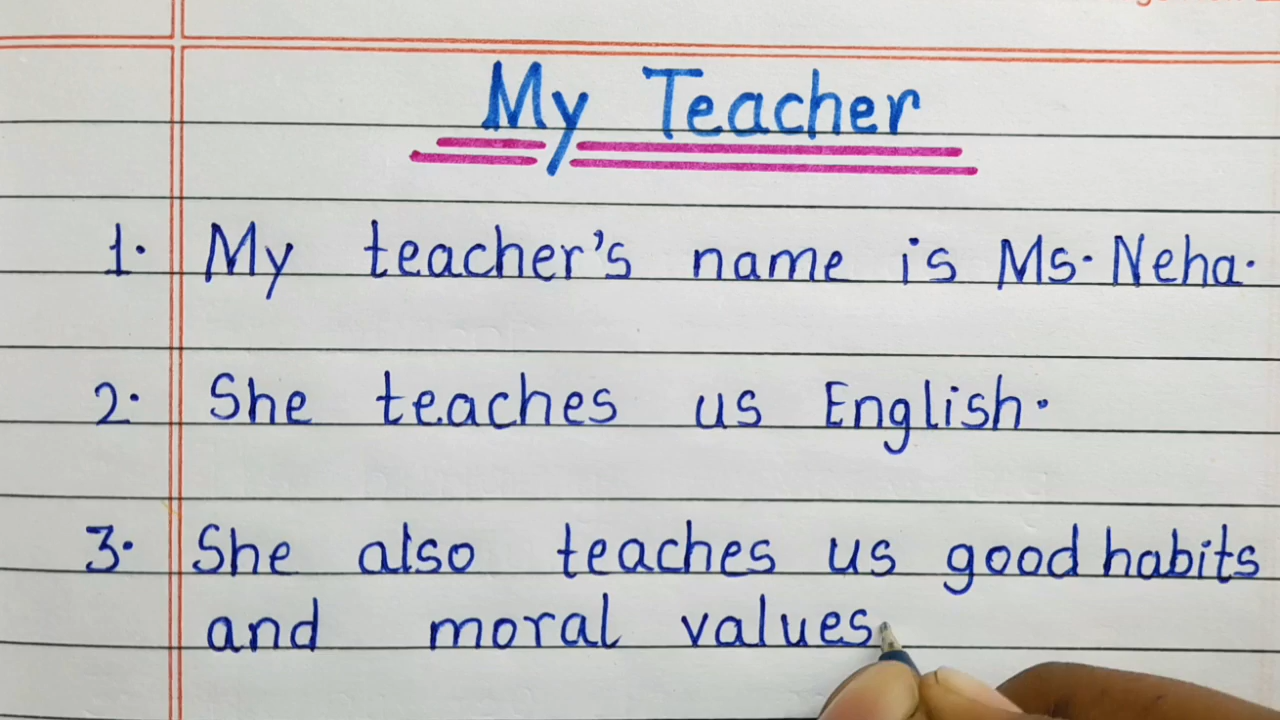 My Teacher
1. My teacher's name is Ms. Neha.
2. She teaches us English.
3. She also teaches us good habits
and moral values